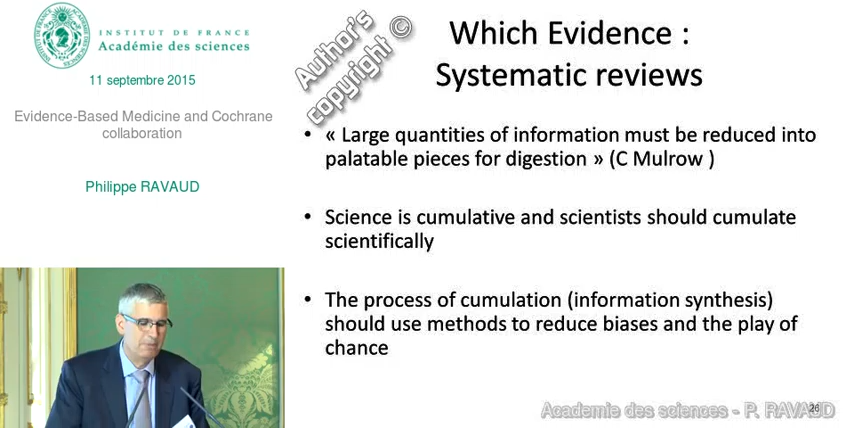 INSTITUT DE FRANCE
Académie des sciences
11 septembre 2015
Evidence-Based Medicine and Cochrane
collaboration
Philippe RAVAUD
Author's
copyright ©
Which Evidence :
Systematic reviews
• « Large quantities of information must be reduced into
palatable pieces for digestion » (C Mulrow )
• Science is cumulative and scientists should cumulate
scientifically
• The process of cumulation (information synthesis)
should use methods to reduce biases and the play of
chance
Academie des sciences - P. RAVAUD
26